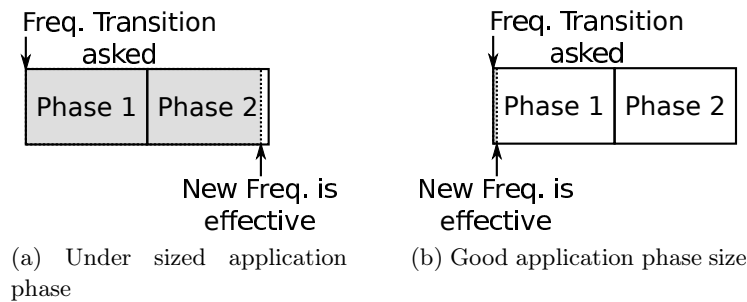 Freq. Transition
asked
Phase 1
Phase 2
New Freq. is
effective
(a) Under sized application
phase
Freq. Transition
asked
Phase 1
Phase 2
New Freq. is
effective
(b) Good application phase size